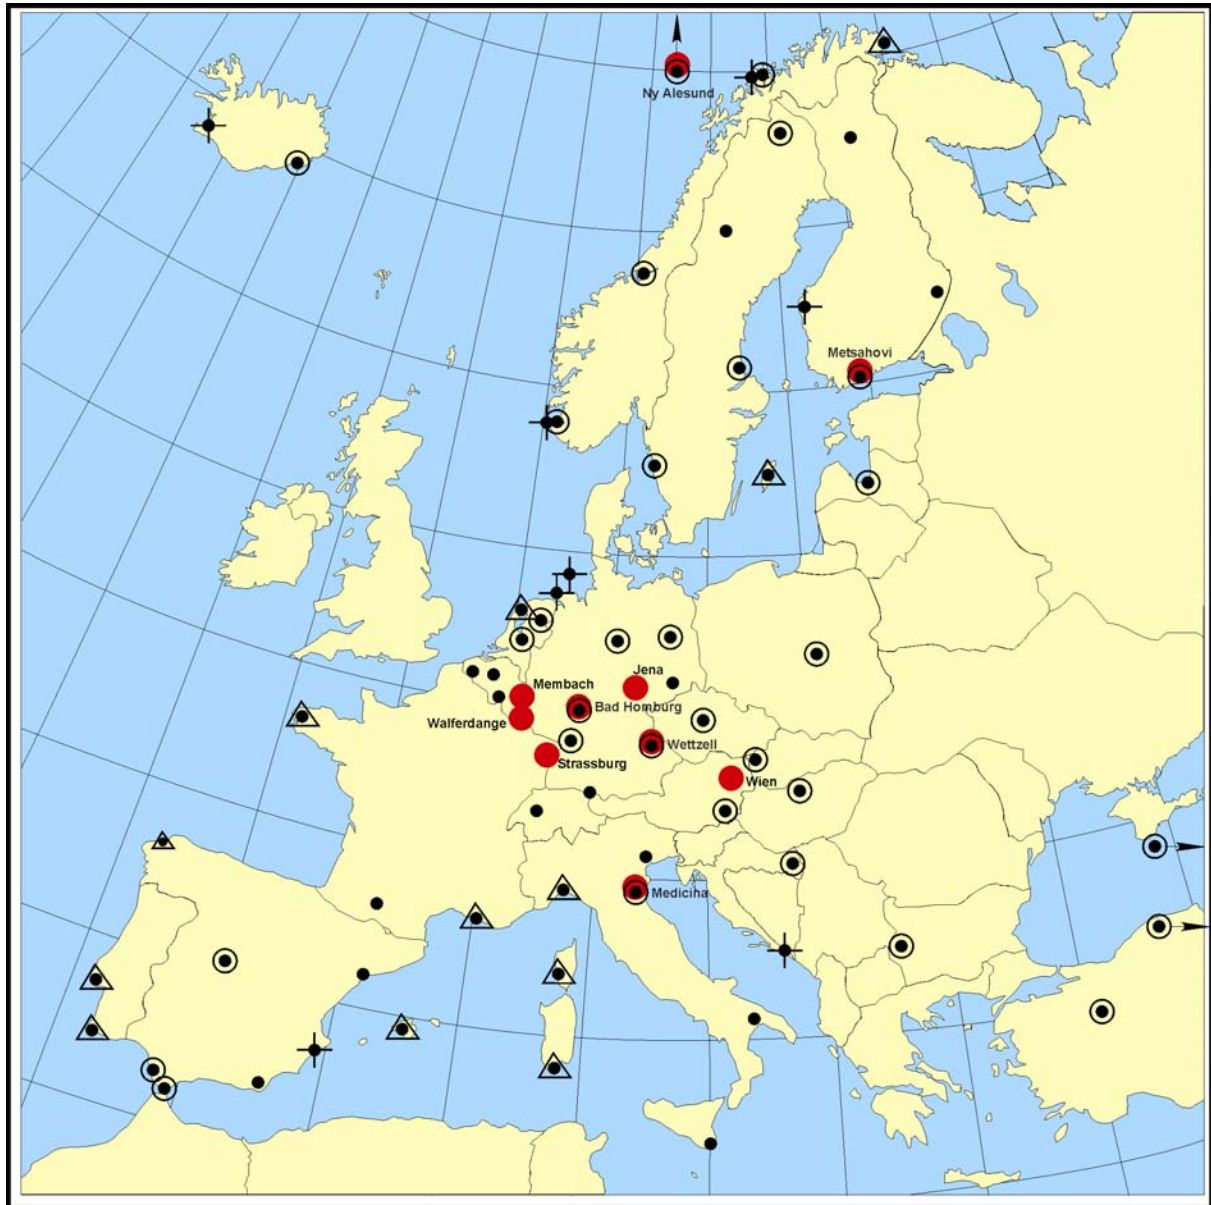 Ny Alesund
Metsahovi
Jena
Membach
Bad Homburg
Walferdange
Wettzell
Strassburg
Wien
Medicina